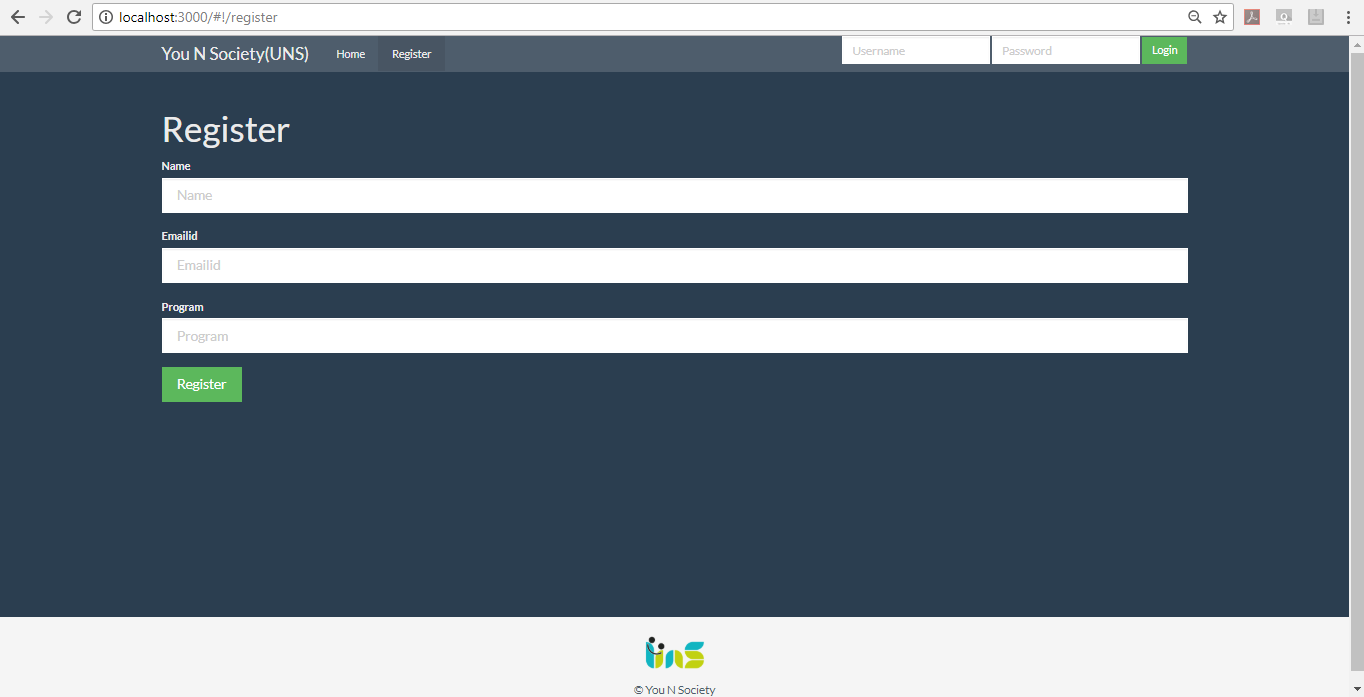 localhost:3000/#!/register
You N Society(UNS) Home Register Username Password Login
Register
Name
Name
Emailid
Emailid
Program
Program
Register
uns
© You N Society